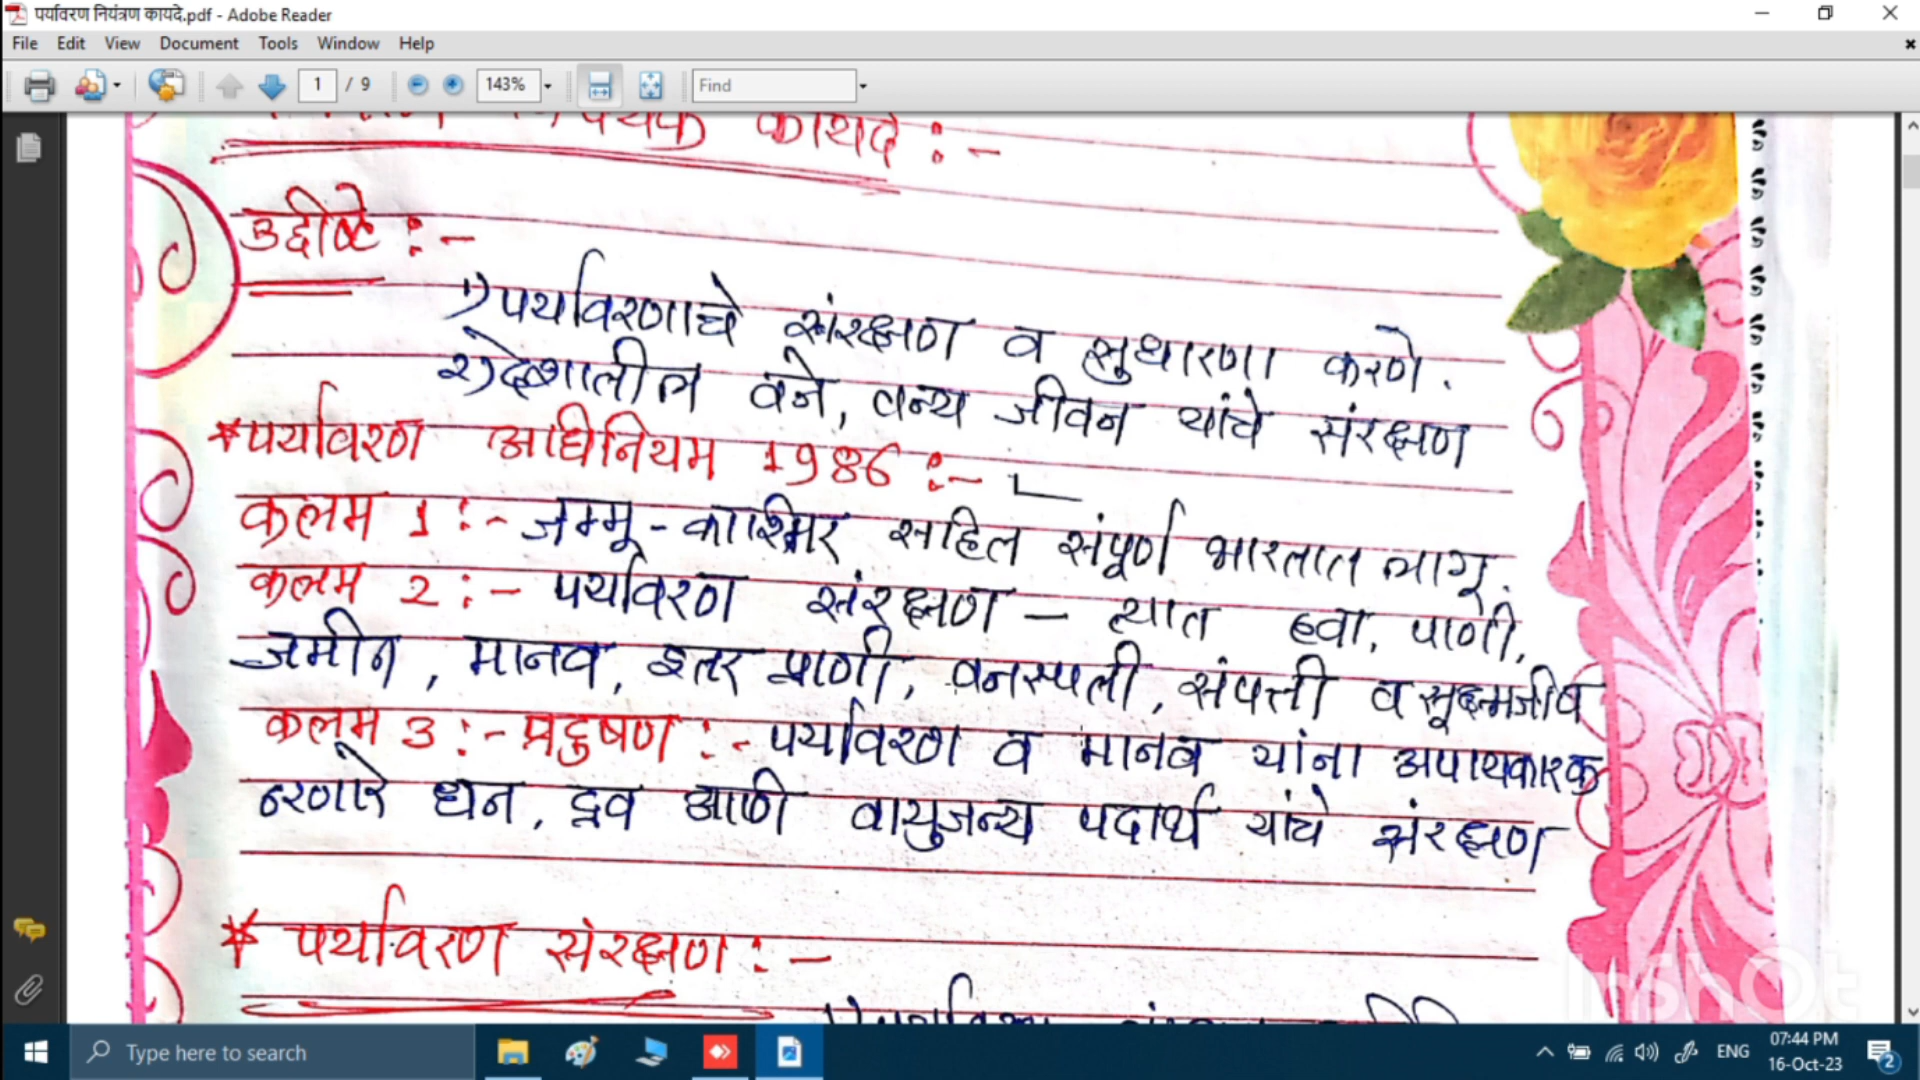 पर्यावरण नियंत्रण कायदे.pdf - Adobe Reader
File Edit View Document Tools Window Help
1 / 9 143% Find
कायदे :-
उद्दीष्टे :-
१) पर्यावरणाचे संरक्षण व सुधारणा करणे.
२) देशातील वने, वन्य जीवन यांचे संरक्षण
*पर्यावरण अधिनियम 1986 :-
कलम 1 :- जम्मू - काश्मिर सहित संपूर्ण भारतात लागू.
कलम 2 :- पर्यावरण संरक्षण – त्यात हवा, पाणी,
जमीन, मानव, इतर प्राणी, वनस्पती, संपत्ती व सूक्ष्मजीव
कलम 3 :- प्रदुषण :- पर्यावरण व मानव यांना अपायकारक
ठरणारे घन, द्रव आणि वायुजन्य पदार्थ यांचे संरक्षण
* पर्यावरण संरक्षण : -
InShot
Type here to search
ENG
07:44 PM
16-Oct-23
2